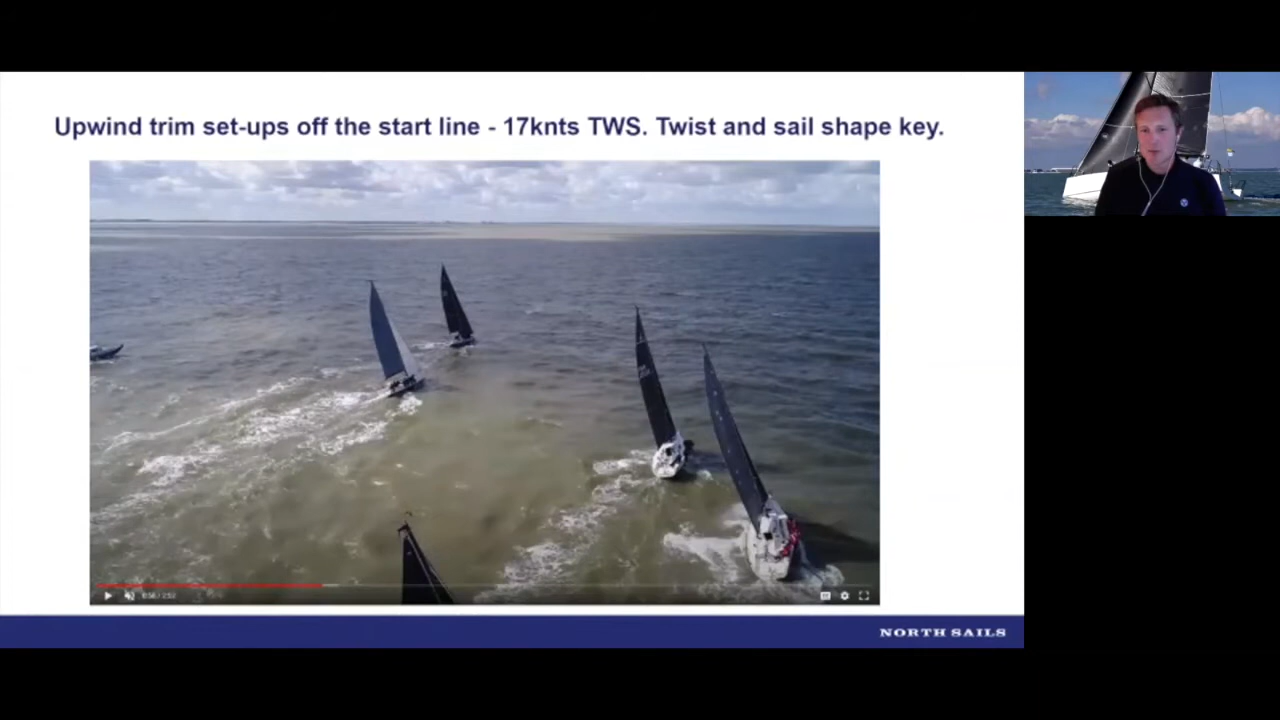 Upwind trim set-ups off the start line - 17knts TWS. Twist and sail shape key.
NORTH SAILS